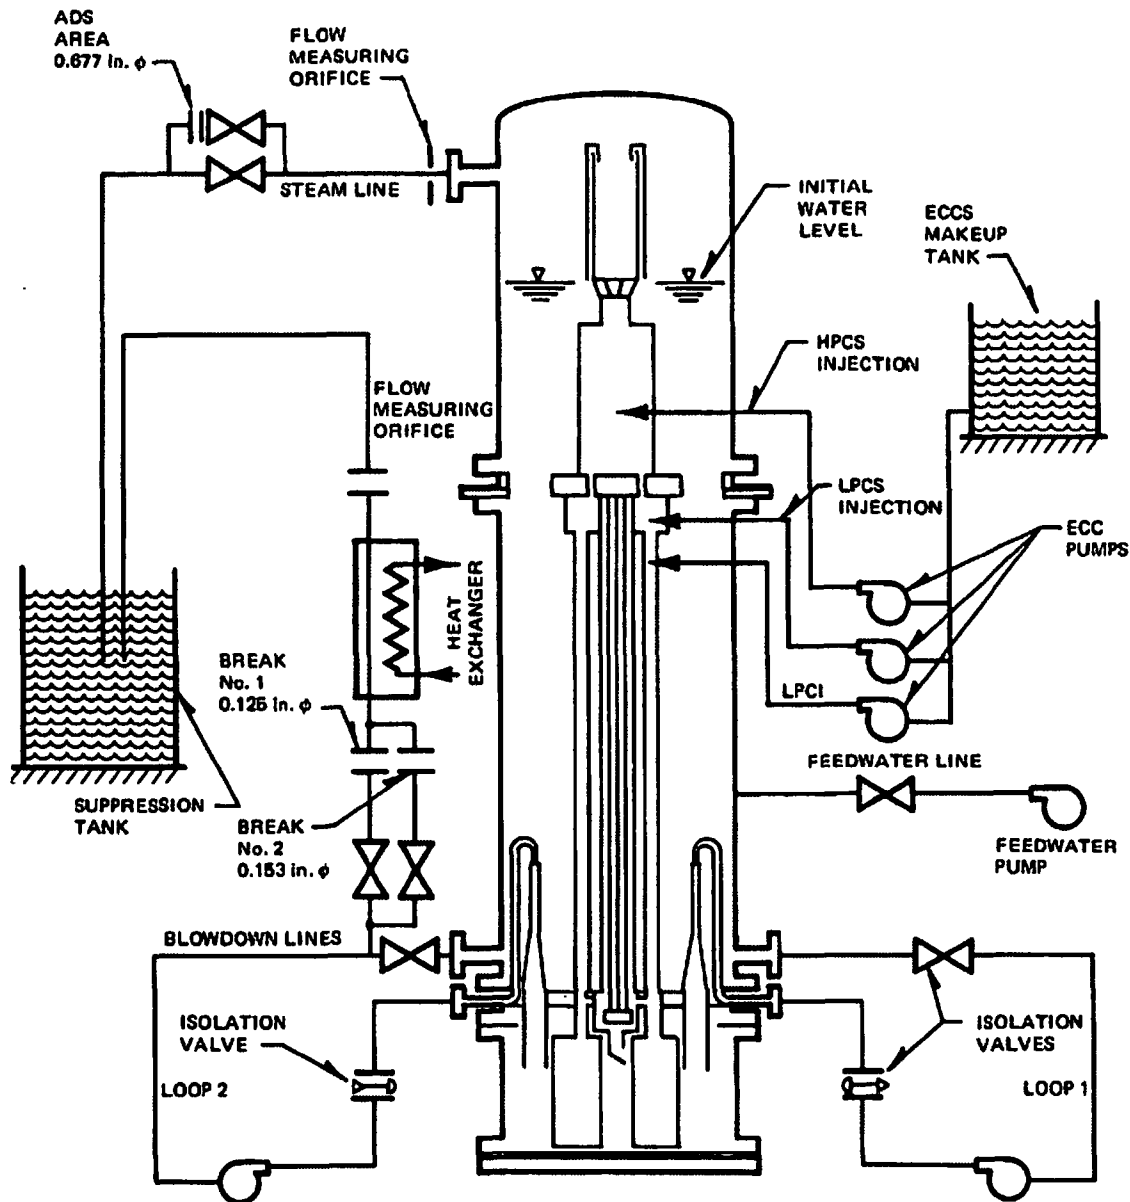 ADS
AREA
0.677 in. ϕ
FLOW
MEASURING
ORIFICE
STEAM LINE
INITIAL
WATER
LEVEL
ECCS
MAKEUP
TANK
HPCS
INJECTION
FLOW
MEASURING
ORIFICE
LPCS
INJECTION
ECC
PUMPS
HEAT
EXCHANGER
BREAK
No. 1
0.125 in. ϕ
LPCI
FEEDWATER LINE
SUPPRESSION
TANK
BREAK
No. 2
0.153 in. ϕ
FEEDWATER
PUMP
BLOWDOWN LINES
ISOLATION
VALVE
ISOLATION
VALVES
LOOP 2
LOOP 1